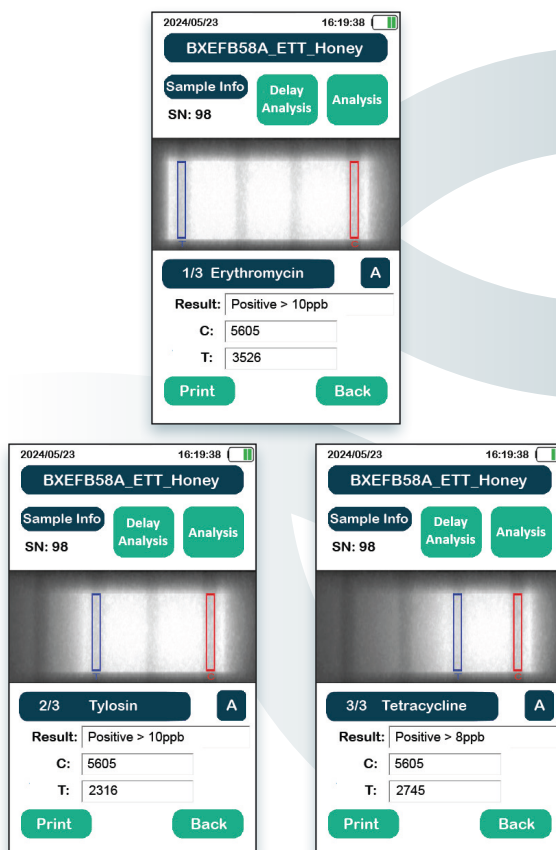 2024/05/23 16:19:38
BXEFB58A_ETT_Honey
Sample Info
Delay
Analysis
Analysis
SN: 98
T
C
1/3 Erythromycin A
Result: Positive > 10ppb
C: 5605
T: 3526
Print Back
2024/05/23 16:19:38
BXEFB58A_ETT_Honey
Sample Info
Delay
Analysis
Analysis
SN: 98
T
C
2/3 Tylosin A
Result: Positive > 10ppb
C: 5605
T: 2316
Print Back
2024/05/23 16:19:38
BXEFB58A_ETT_Honey
Sample Info
Delay
Analysis
Analysis
SN: 98
T
C
3/3 Tetracycline A
Result: Positive > 8ppb
C: 5605
T: 2745
Print Back